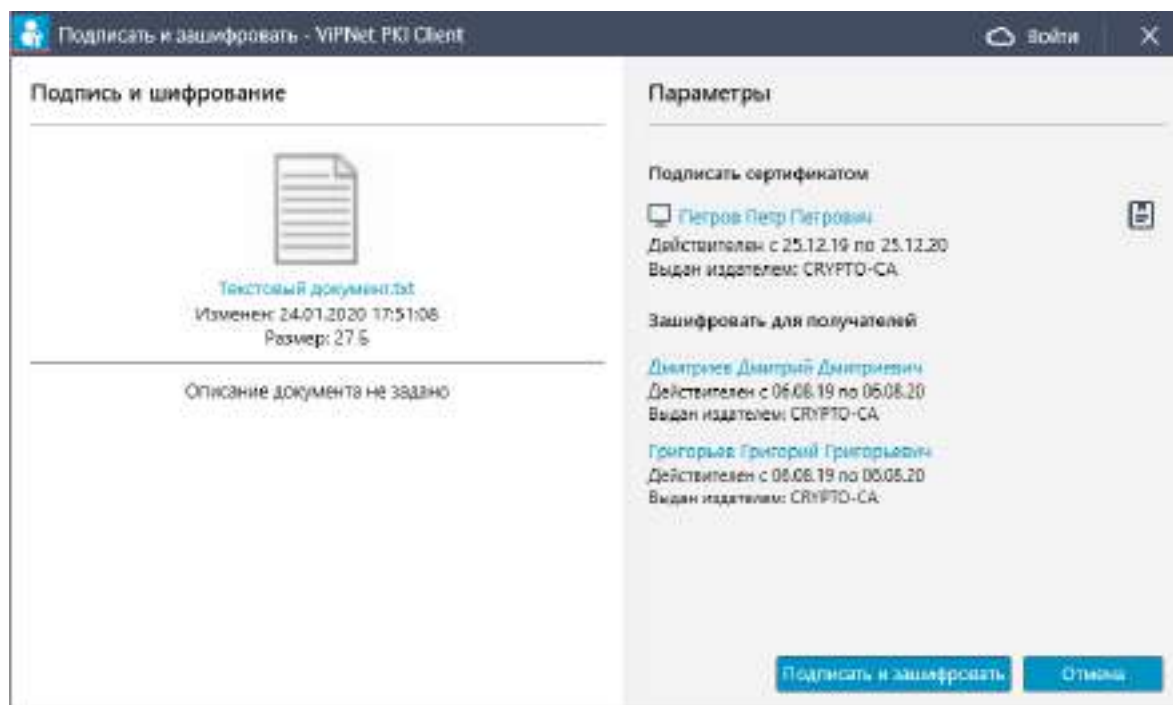 Подписать и зашифровать - ViPNet PKI Client
Войти
Подпись и шифрование
Текстовый документ.txt
Изменен: 24.01.2020 17:51:08
Размер: 27 Б
Описание документа не задано
Параметры
Подписать сертификатом
Петров Петр Петрович
Действителен с 25.12.19 по 25.12.20
Выдан издателем: CRYPTO-CA
Зашифровать для получателей
Дмитриев Дмитрий Дмитриевич
Действителен с 06.08.19 по 06.08.20
Выдан издателем: CRYPTO-CA
Григорьев Григорий Григорьевич
Действителен с 06.08.19 по 06.08.20
Выдан издателем: CRYPTO-CA
Подписать и зашифровать
Отмена